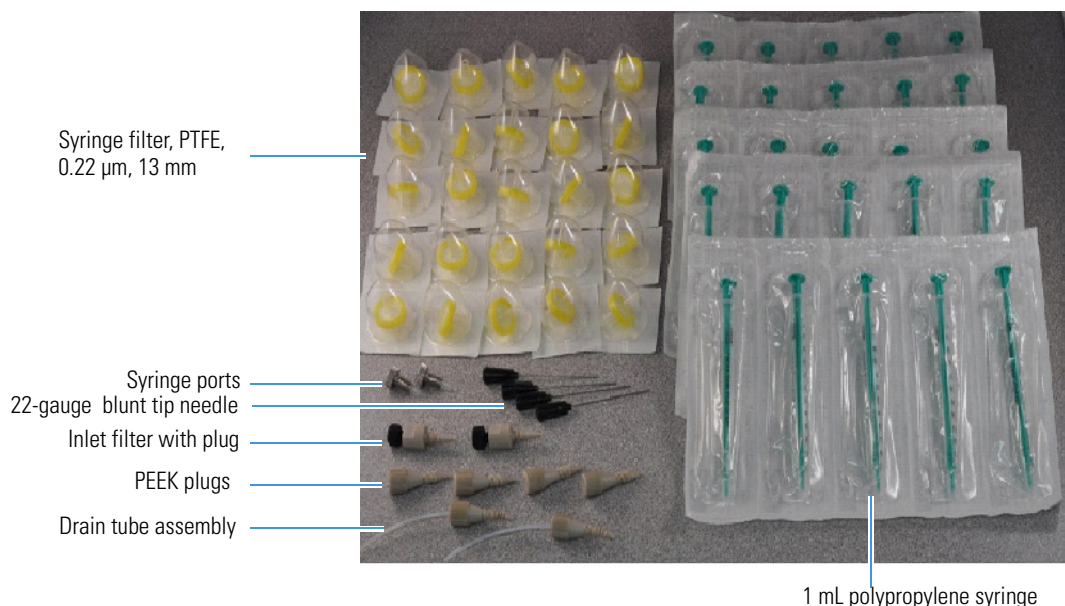 Syringe filter, PTFE,
0.22 µm, 13 mm
Syringe ports
22-gauge blunt tip needle
Inlet filter with plug
PEEK plugs
Drain tube assembly
1 mL polypropylene syringe